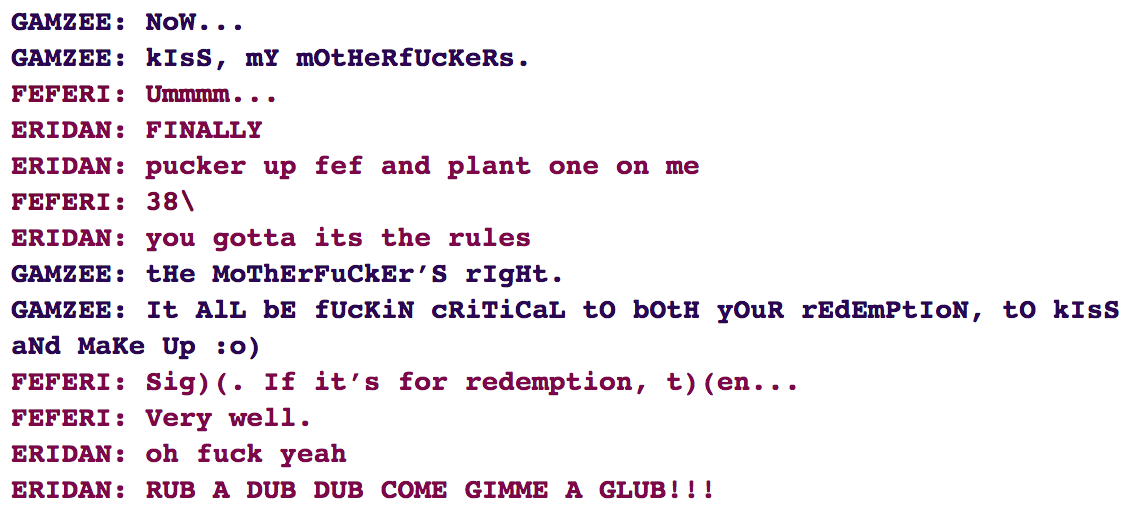 GAMZEE: NoW...
GAMZEE: kIsS, mY mOtHeRfUcKeRs.
FEFERI: Ummmm...
ERIDAN: FINALLY
ERIDAN: pucker up fef and plant one on me
FEFERI: 38\
ERIDAN: you gotta its the rules
GAMZEE: tHe MoThErFuCkEr’S rIgHt.
GAMZEE: It AlL bE fUcKiN cRiTiCaL tO bOtH yOuR rEdEmPtIoN, tO kIsS
aNd MaKe Up :o)
FEFERI: Sig)(. If it’s for redemption, t)(en...
FEFERI: Very well.
ERIDAN: oh fuck yeah
ERIDAN: RUB A DUB DUB COME GIMME A GLUB!!!